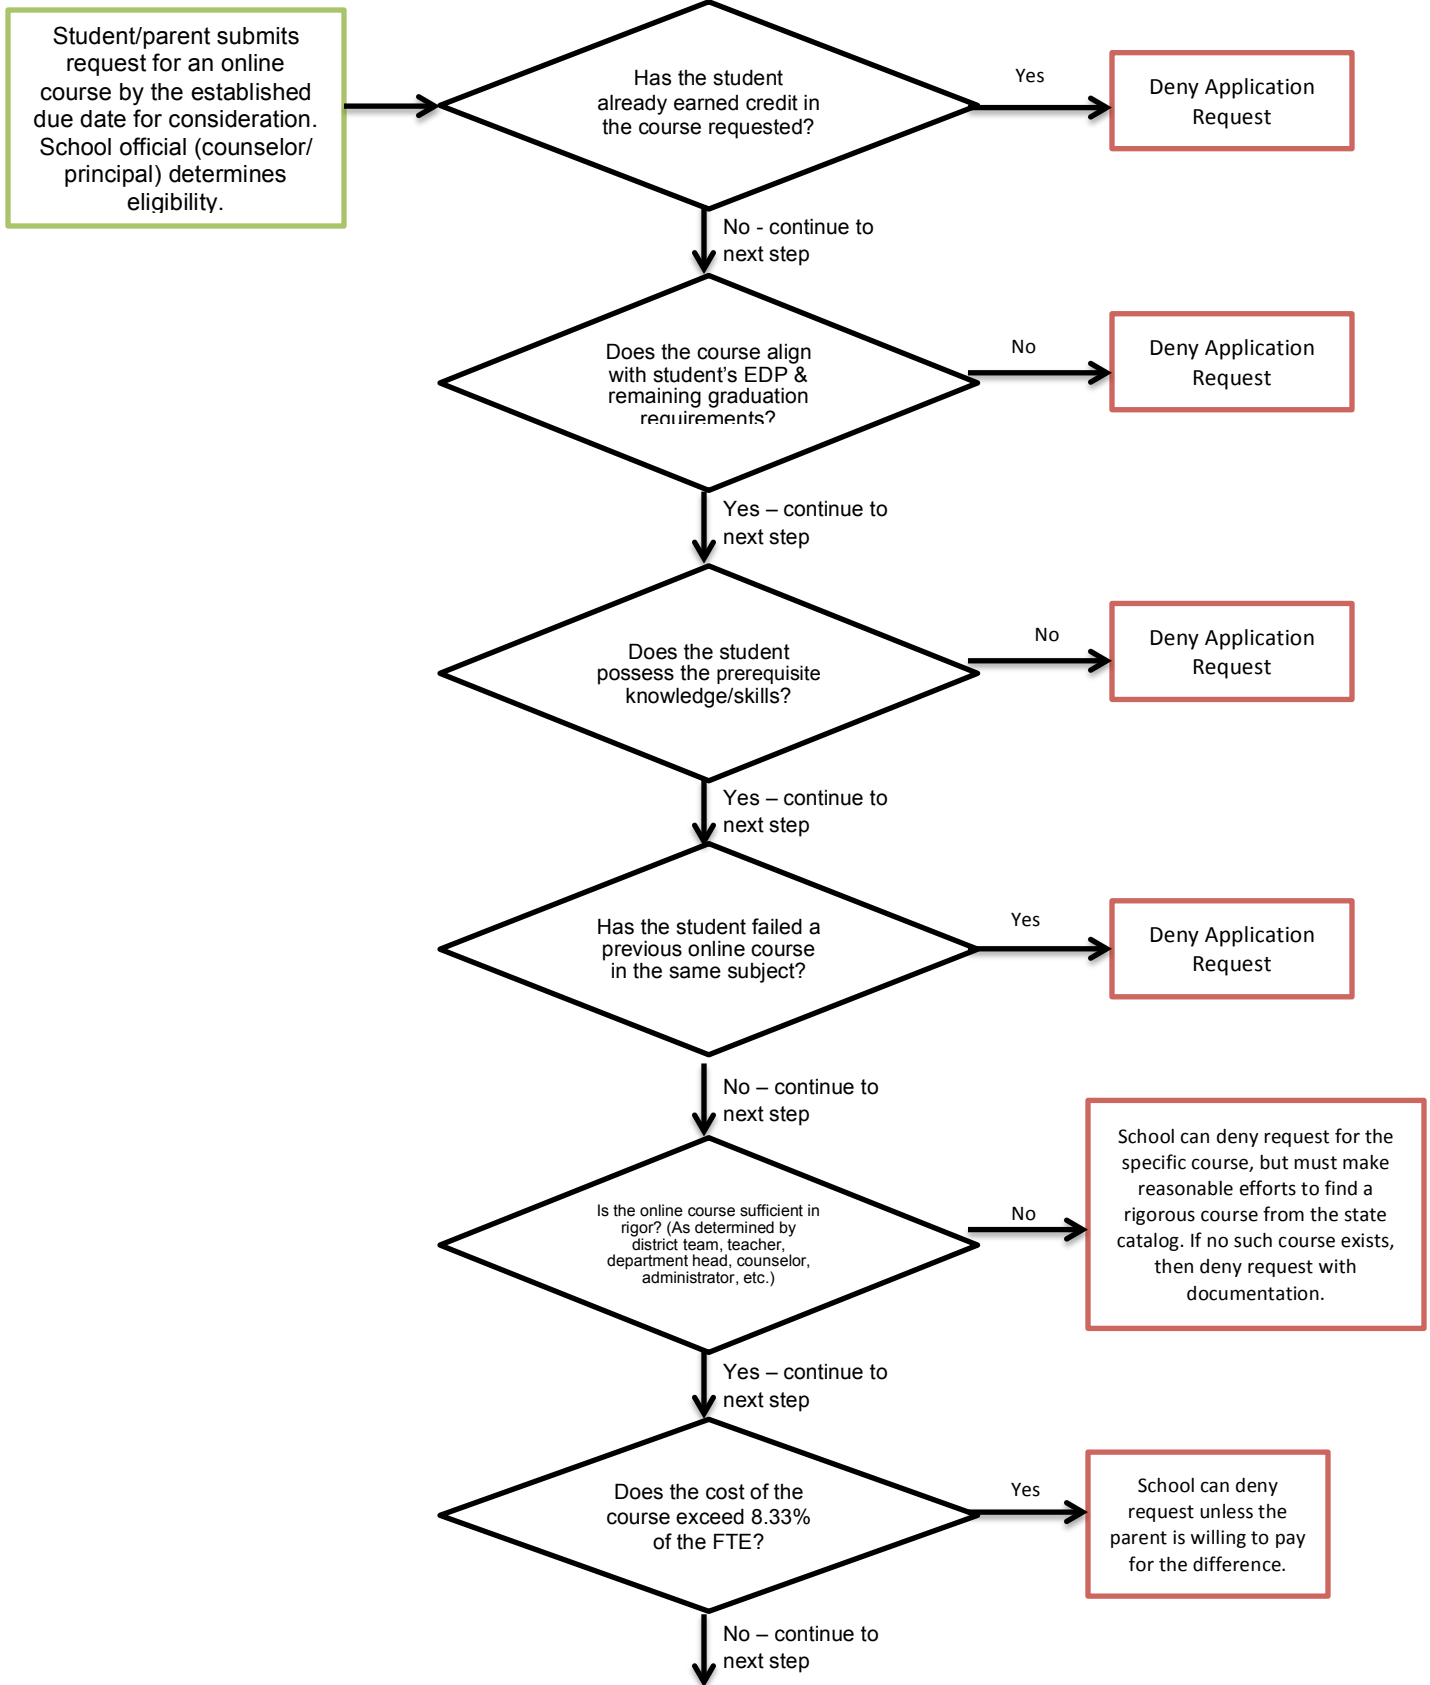 Student/parent submits
request for an online
course by the established
due date for consideration.
School official (counselor/
principal) determines
eligibility.
Has the student
already earned credit in
the course requested?
Yes
Deny Application
Request
No - continue to
next step
Does the course align
with student’s EDP &
remaining graduation
requirements?
No
Deny Application
Request
Yes – continue to
next step
Does the student
possess the prerequisite
knowledge/skills?
No
Deny Application
Request
Yes – continue to
next step
Has the student failed a
previous online course
in the same subject?
Yes
Deny Application
Request
No – continue to
next step
Is the online course sufficient in
rigor? (As determined by
district team, teacher,
department head, counselor,
administrator, etc.)
No
School can deny request for the
specific course, but must make
reasonable efforts to find a
rigorous course from the state
catalog. If no such course exists,
then deny request with
documentation.
Yes – continue to
next step
Does the cost of the
course exceed 8.33%
of the FTE?
Yes
School can deny
request unless the
parent is willing to pay
for the difference.
No – continue to
next step